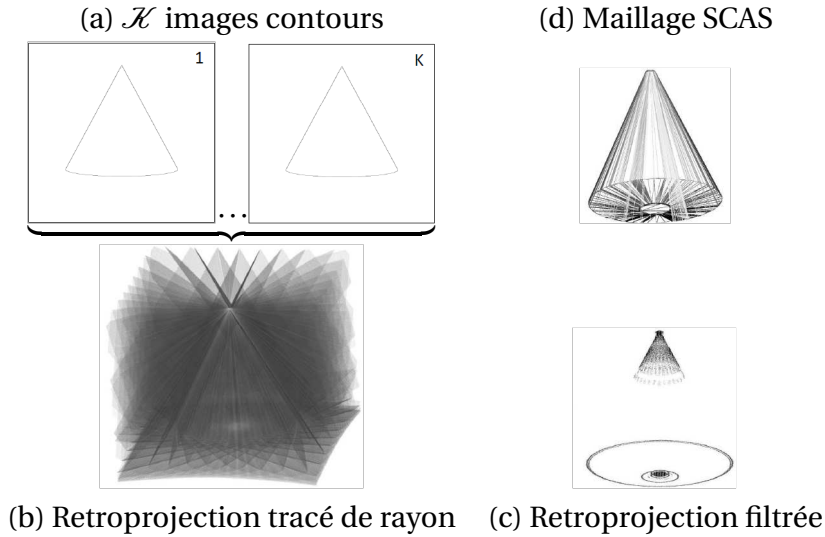 (a) 𝒦 images contours
(d) Maillage SCAS
1
K
...
(b) Retroprojection tracé de rayon
(c) Retroprojection filtrée